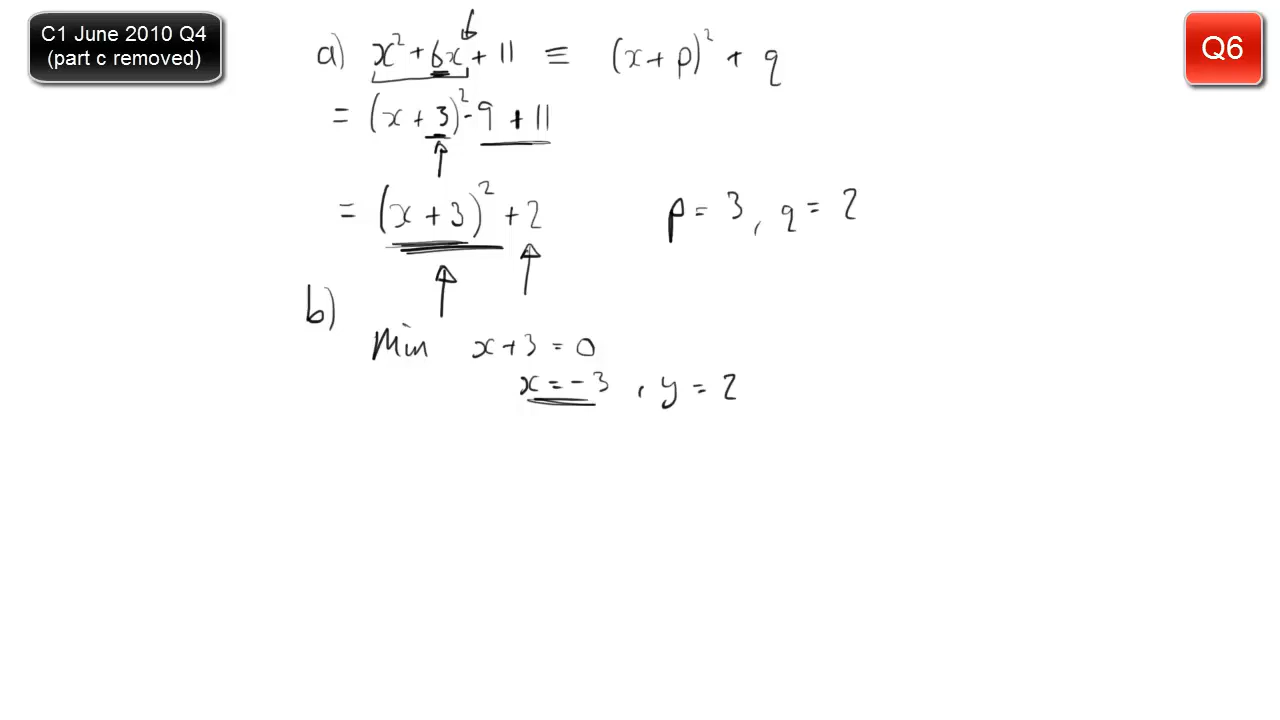 C1 June 2010 Q4
(part c removed)
Q6
a) x² + 6x + 11 ≡ (x + p)² + q
= (x + 3)² - 9 + 11
= (x + 3)² + 2 p = 3, q = 2
b)
Min x + 3 = 0
x = -3, y = 2